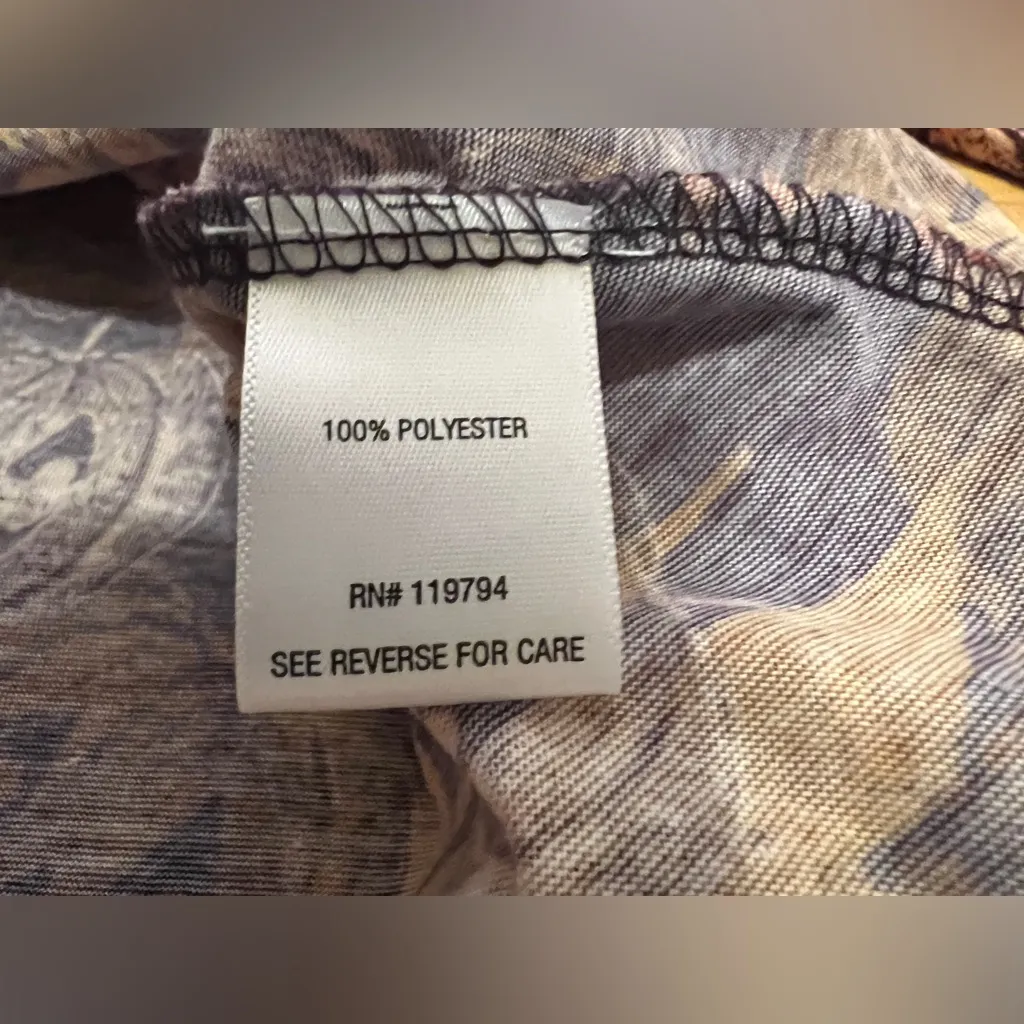 100% POLYESTER
RN# 119794
SEE REVERSE FOR CARE